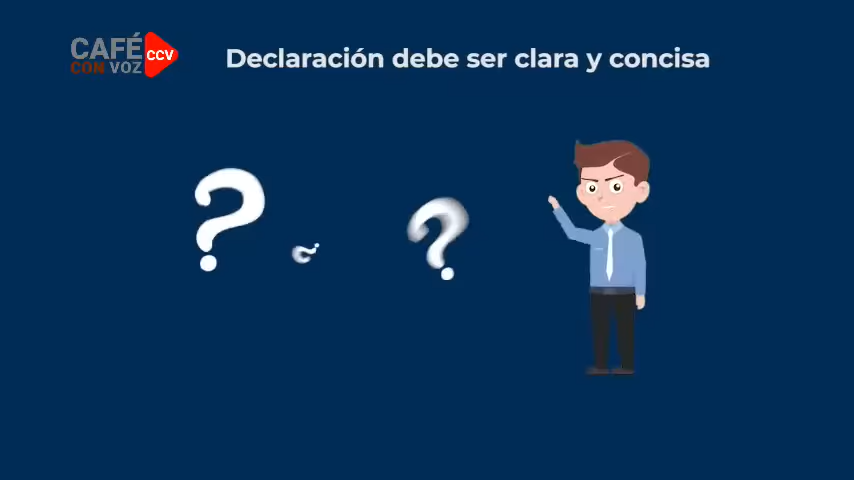 CAFÉ
CON VOZ
CCV
Declaración debe ser clara y concisa
? ? ?